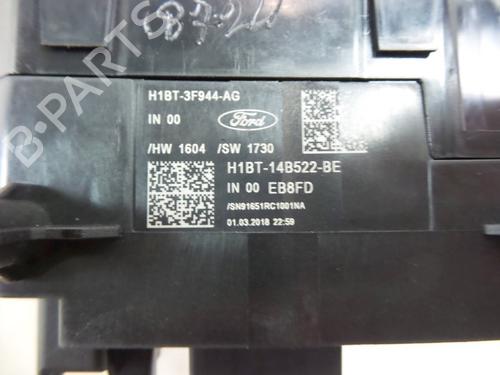 B-PARTS
H1BT-3F944-AG
IN 00 Ford
/HW 1604 /SW 1730
H1BT-14B522-BE
IN 00 EB8FD
/SN91651RC1001NA
01.03.2018 22:59